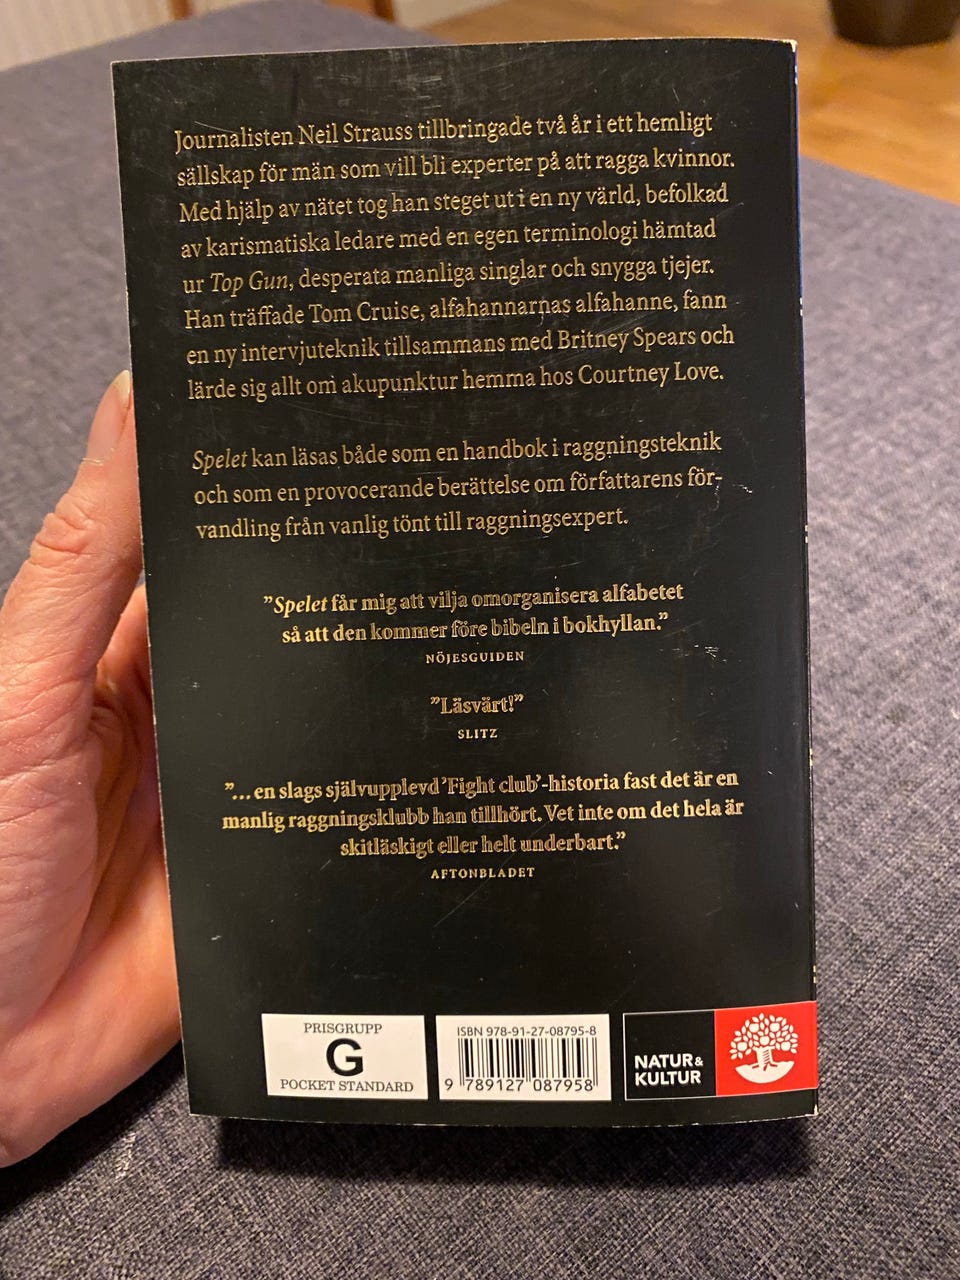 Journalisten Neil Strauss tillbringade två år i ett hemligt
sällskap för män som vill bli experter på att ragga kvinnor.
Med hjälp av nätet tog han steget ut i en ny värld, befolkad
av karismatiska ledare med en egen terminologi hämtad
ur Top Gun, desperata manliga singlar och snygga tjejer.
Han träffade Tom Cruise, alfahannarnas alfahanne, fann
en ny intervjuteknik tillsammans med Britney Spears och
lärde sig allt om akupunktur hemma hos Courtney Love.
Spelet kan läsas både som en handbok i raggningsteknik
och som en provocerande berättelse om författarens för-
vandling från vanlig tönt till raggningsexpert.
”Spelet får mig att vilja omorganisera alfabetet
så att den kommer före bibeln i bokhyllan.”
NÖJESGUIDEN
”Läsvärt!”
SLITZ
”... en slags självupplevd ’Fight club’-historia fast det är en
manlig raggningsklubb han tillhört. Vet inte om det hela är
skitläskigt eller helt underbart.”
AFTONBLADET
PRISGRUPP
G
POCKET STANDARD
ISBN 978-91-27-08795-8
9 789127 087958
NATUR &
KULTUR